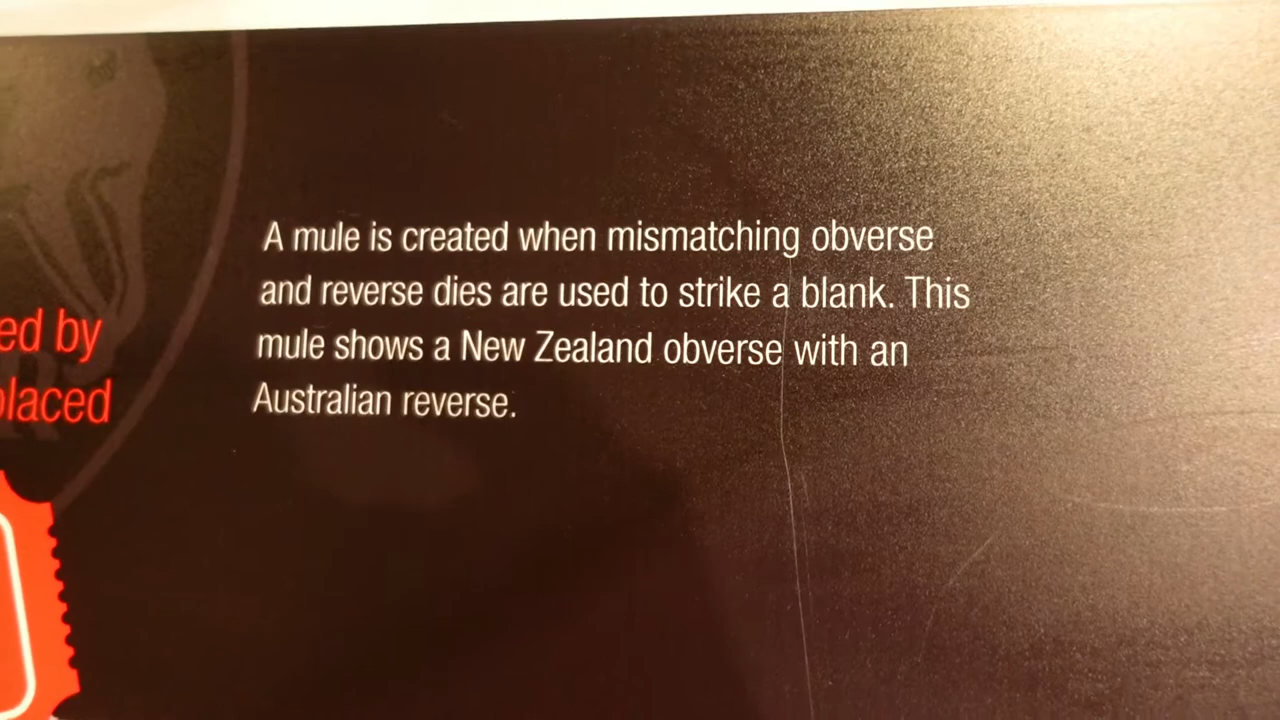 A mule is created when mismatching obverse
and reverse dies are used to strike a blank. This
mule shows a New Zealand obverse with an
Australian reverse.
ed by
placed